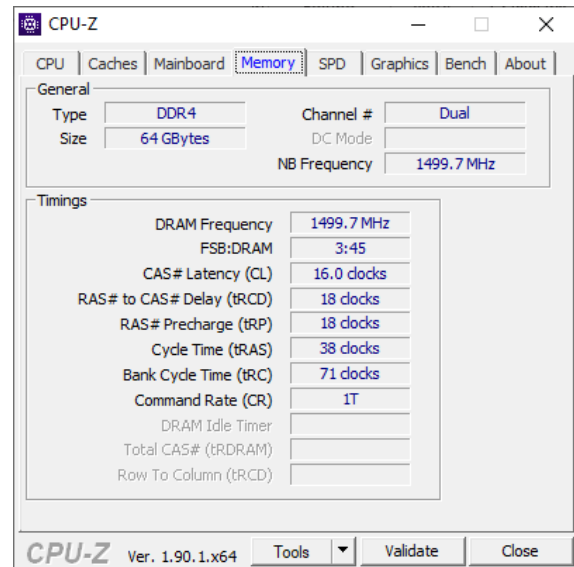 CPU-Z
CPU Caches Mainboard Memory SPD Graphics Bench About
General
Type DDR4 Channel # Dual
Size 64 GBytes DC Mode
NB Frequency 1499.7 MHz
Timings
DRAM Frequency 1499.7 MHz
FSB:DRAM 3:45
CAS# Latency (CL) 16.0 clocks
RAS# to CAS# Delay (tRCD) 18 clocks
RAS# Precharge (tRP) 18 clocks
Cycle Time (tRAS) 38 clocks
Bank Cycle Time (tRC) 71 clocks
Command Rate (CR) 1T
DRAM Idle Timer
Total CAS# (tRDRAM)
Row To Column (tRCD)
CPU-Z Ver. 1.90.1.x64 Tools Validate Close